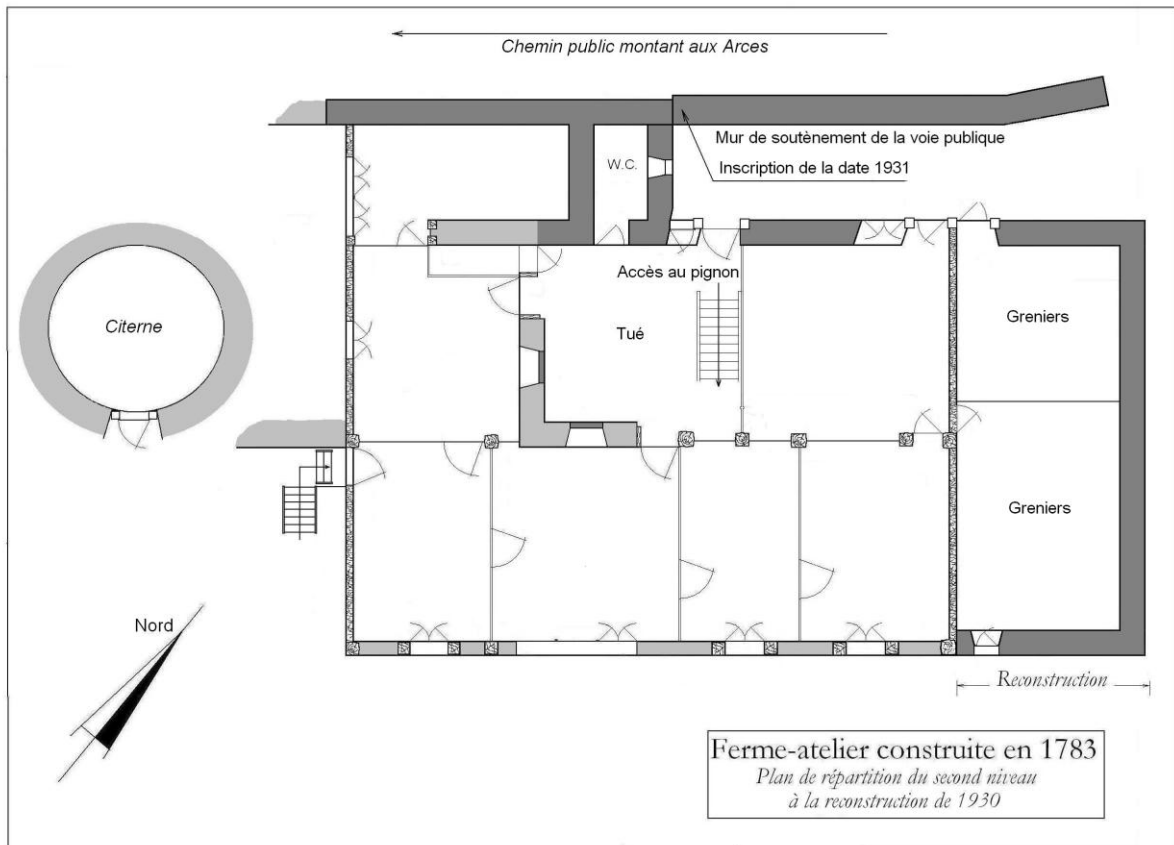 Chemin public montant aux Arces
Mur de soutènement de la voie publique
W.C.
Inscription de la date 1931
Accès au pignon
Citerne
Tué
Greniers
Greniers
Nord
Reconstruction
Ferme-atelier construite en 1783
Plan de répartition du second niveau
à la reconstruction de 1930